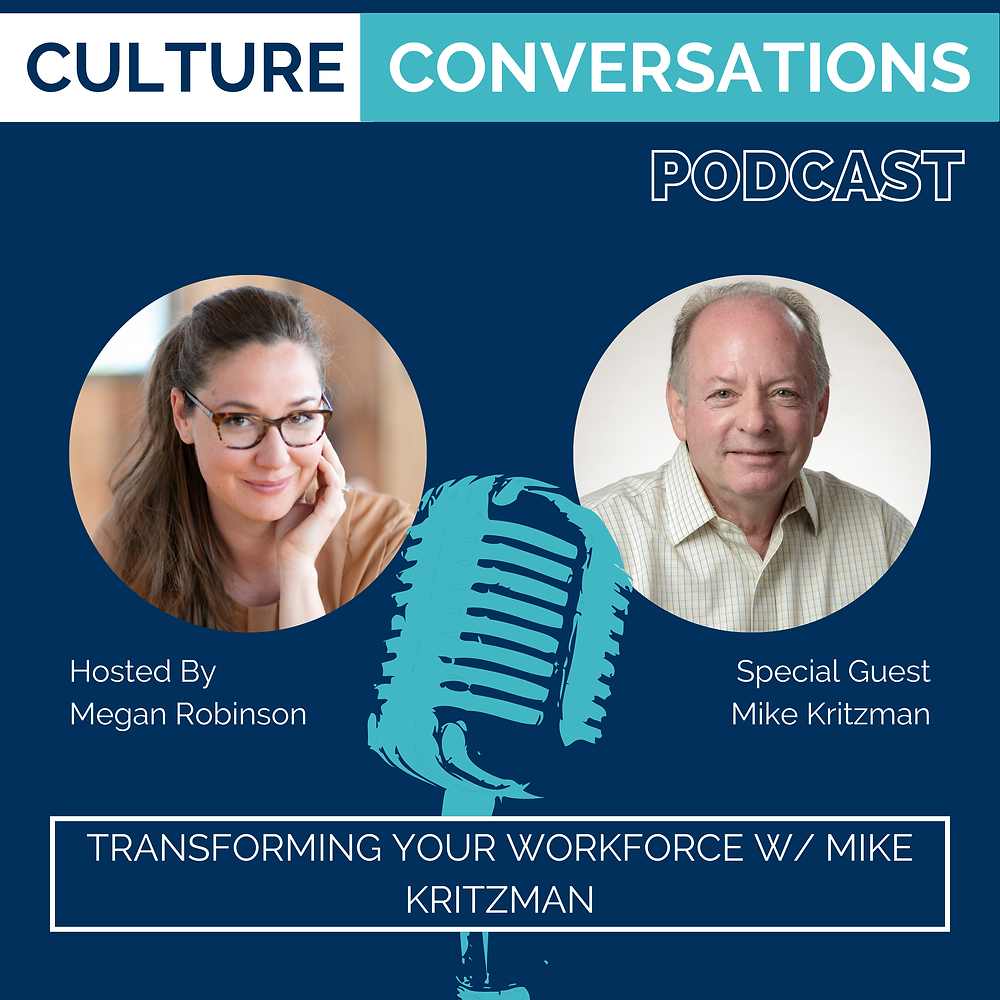 CULTURE CONVERSATIONS
PODCAST
Hosted By
Megan Robinson
Special Guest
Mike Kritzman
TRANSFORMING YOUR WORKFORCE W/ MIKE
KRITZMAN